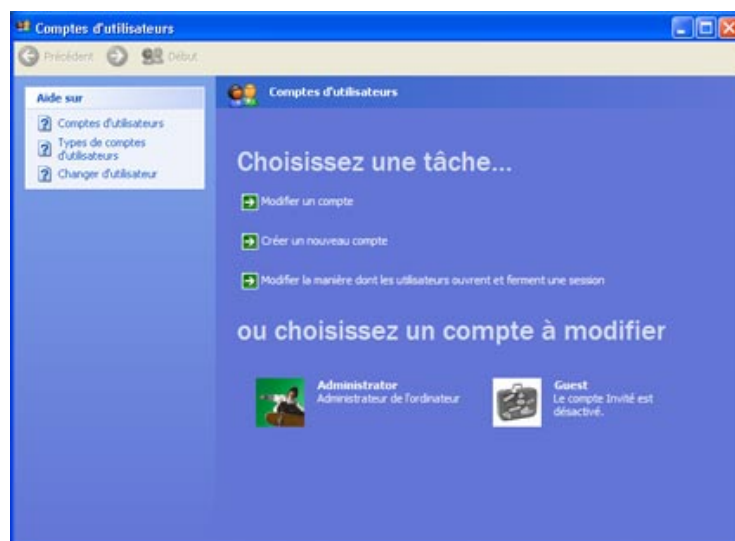 Comptes d'utilisateurs
Précédent
Début
Aide sur
Comptes d'utilisateurs
Types de comptes
d'utilisateurs
Changer d'utilisateur
Comptes d'utilisateurs
Choisissez une tâche...
Modifier un compte
Créer un nouveau compte
Modifier la manière dont les utilisateurs ouvrent et ferment une session
ou choisissez un compte à modifier
Administrator
Administrateur de l'ordinateur
Guest
Le compte Invité est
désactivé.